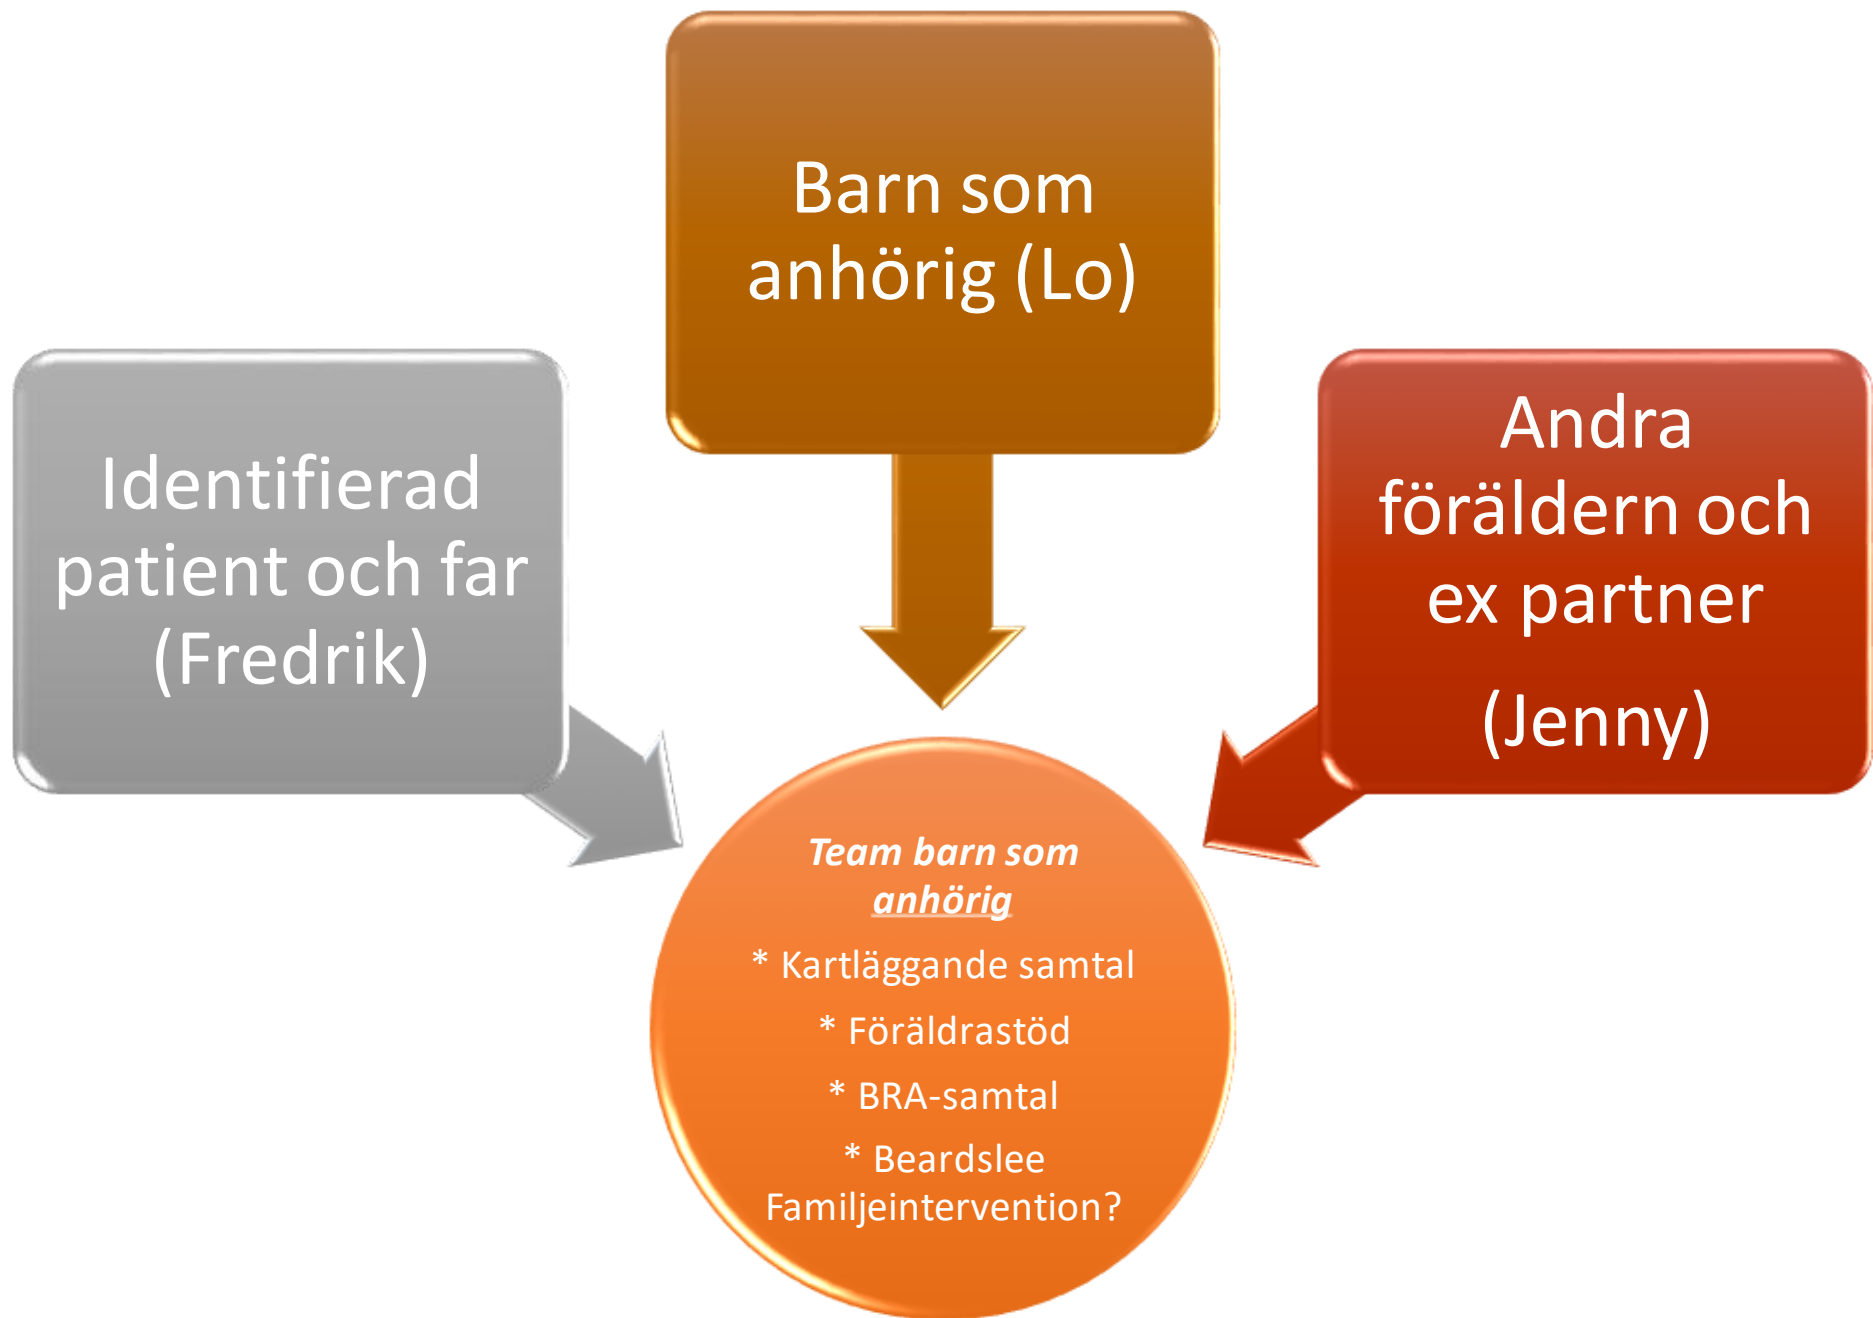 Barn som
anhörig (Lo)
Identifierad
patient och far
(Fredrik)
Andra
föräldern och
ex partner
(Jenny)
Team barn som
anhörig
* Kartläggande samtal
* Föräldrastöd
* BRA-samtal
* Beardslee
Familjeintervention?